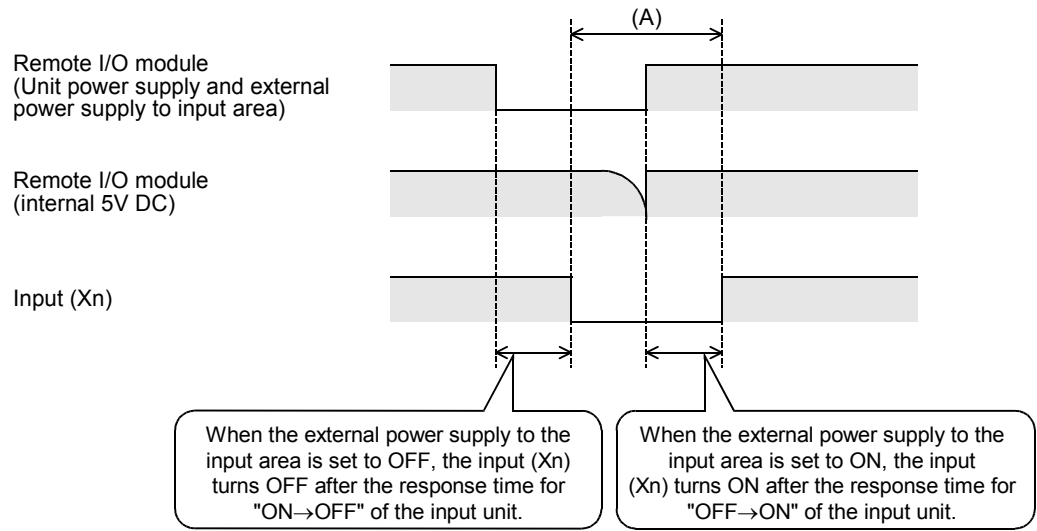 (A)
Remote I/O module
(Unit power supply and external
power supply to input area)
Remote I/O module
(internal 5V DC)
Input (Xn)
When the external power supply to the
input area is set to OFF, the input (Xn)
turns OFF after the response time for
"ON→OFF" of the input unit.
When the external power supply to the
input area is set to ON, the input
(Xn) turns ON after the response time for
"OFF→ON" of the input unit.